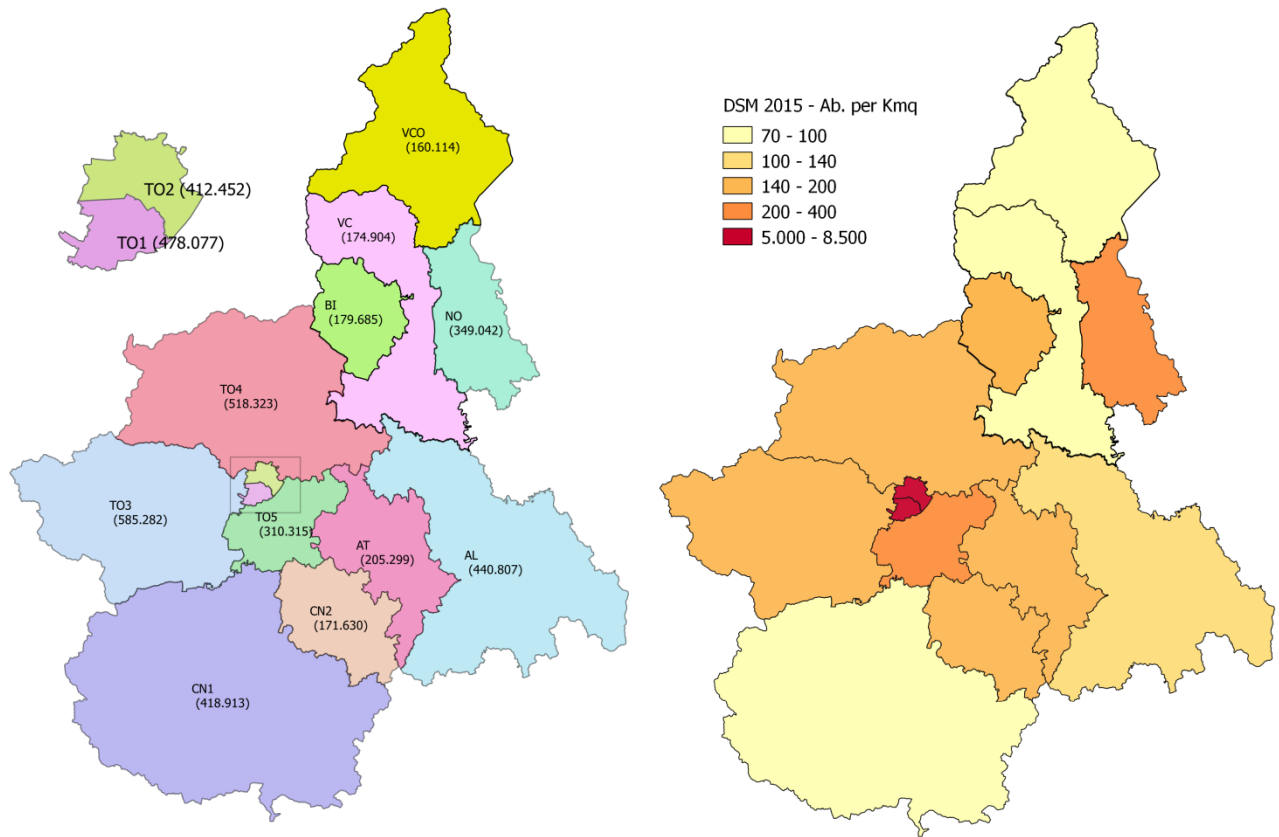 VCO
(160.114)
TO2 (412.452)
TO1 (478.077)
VC
(174.904)
BI
(179.685)
NO
(349.042)
TO4
(518.323)
TO3
(585.282)
TO5
(310.315)
AT
(205.299)
AL
(440.807)
CN2
(171.630)
CN1
(418.913)
DSM 2015 - Ab. per Kmq
70 - 100
100 - 140
140 - 200
200 - 400
5.000 - 8.500